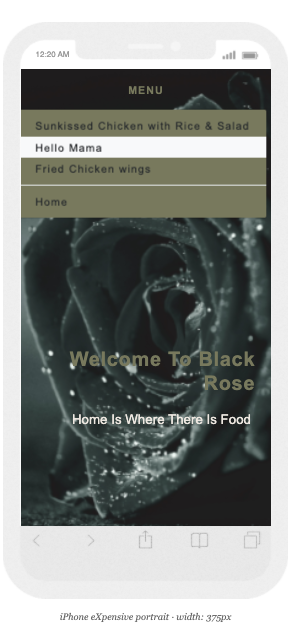 12:20 AM
MENU
Sunkissed Chicken with Rice & Salad
Hello Mama
Fried Chicken wings
Home
Welcome To Black
Rose
Home Is Where There Is Food
iPhone eXpensive portrait · width: 375px